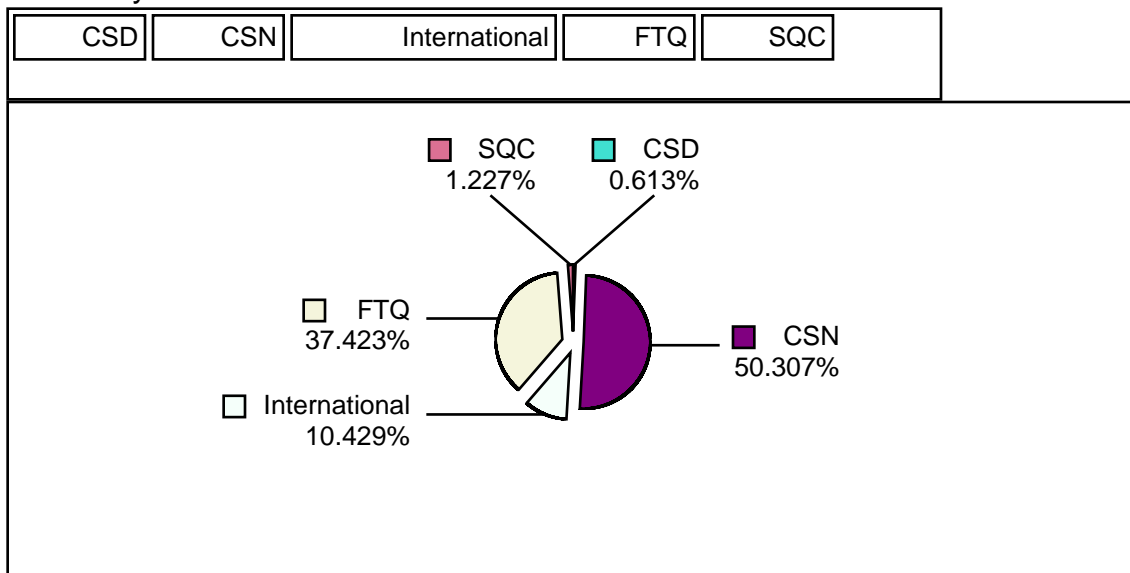 CSD CSN International FTQ SQC
SQC CSD
1.227% 0.613%
FTQ
37.423%
CSN
50.307%
International
10.429%